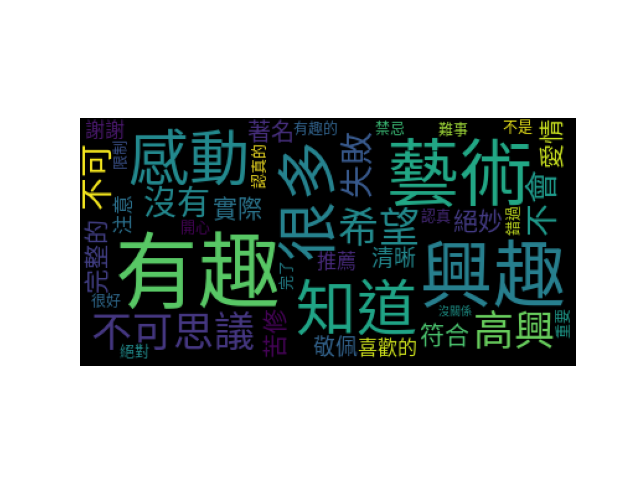 謝謝
著名
有趣的
禁忌
難事
不是
愛情
不可
限制
感動
認真的
很多
失敗
藝術
不會
沒有
實際
注意
完整的
開心
希望
認真
絕妙
錯過
有趣
推薦
清晰
興趣
完了
很好
知道
沒關係
不可思議
苦修
敬佩
喜歡的
符合
高興
重要
絕對